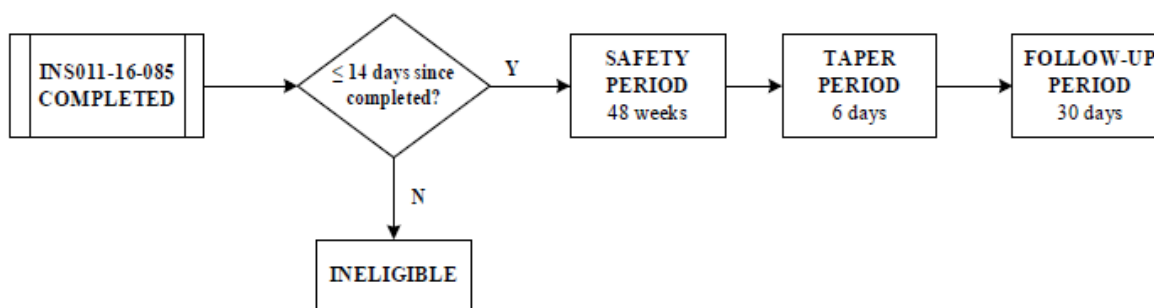 INS011-16-085
COMPLETED
≤ 14 days since
completed?
Y
SAFETY
PERIOD
48 weeks
TAPER
PERIOD
6 days
FOLLOW-UP
PERIOD
30 days
N
INELIGIBLE